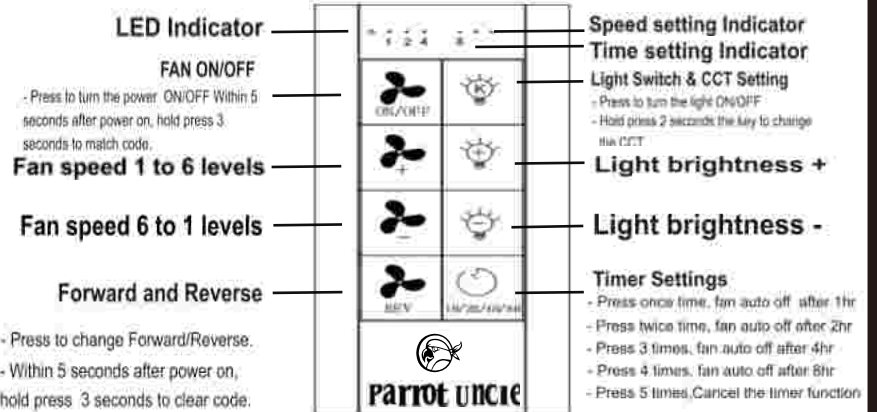 LED Indicator
FAN ON/OFF
- Press to turn the power ON/OFF Within 5
seconds after power on, hold press 3
seconds to match code.
Fan speed 1 to 6 levels
Fan speed 6 to 1 levels
Forward and Reverse
- Press to change Forward/Reverse.
- Within 5 seconds after power on,
hold press 3 seconds to clear code.
1 2 4 8
ON/OFF
K
+
+
-
-
REV
1H/2H/4H/8H
Parrot Uncle
Speed setting Indicator
Time setting Indicator
Light Switch & CCT Setting
- Press to turn the light ON/OFF
- Hold press 2 seconds the key to change
the CCT
Light brightness +
Light brightness -
Timer Settings
- Press once time, fan auto off after 1hr
- Press twice time, fan auto off after 2hr
- Press 3 times, fan auto off after 4hr
- Press 4 times, fan auto off after 8hr
- Press 5 times,Cancel the timer function